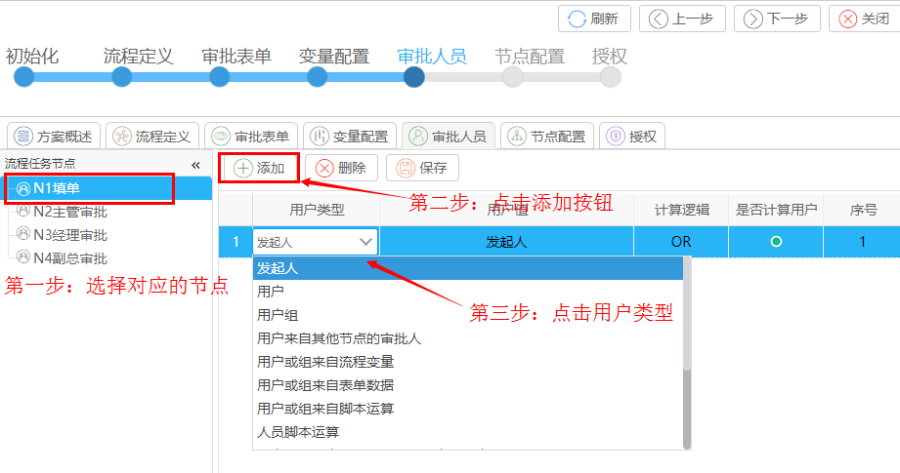 刷新 上一步 下一步 关闭
初始化 流程定义 审批表单 变量配置 审批人员 节点配置 授权
方案概述 流程定义 审批表单 变量配置 审批人员 节点配置 授权
流程任务节点 «
添加 删除 保存
N1填单
N2主管审批
N3经理审批
N4副总审批
第一步：选择对应的节点
第二步：点击添加按钮
用户类型 用户值 计算逻辑 是否计算用户 序号
1 发起人 发起人 OR 1
发起人
用户
用户组
用户来自其他节点的审批人
用户或组来自流程变量
用户或组来自表单数据
用户或组来自脚本运算
人员脚本运算
第三步：点击用户类型